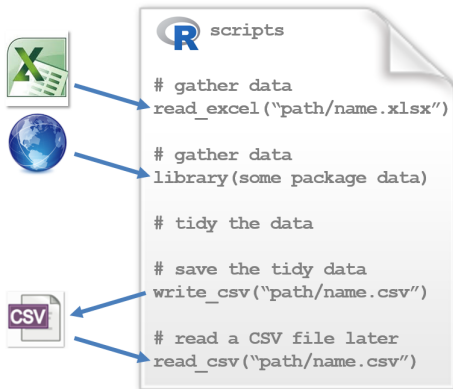 R scripts
# gather data
read_excel(“path/name.xlsx”)
# gather data
library(some package data)
# tidy the data
# save the tidy data
write_csv(“path/name.csv”)
CSV
# read a CSV file later
read_csv(“path/name.csv”)